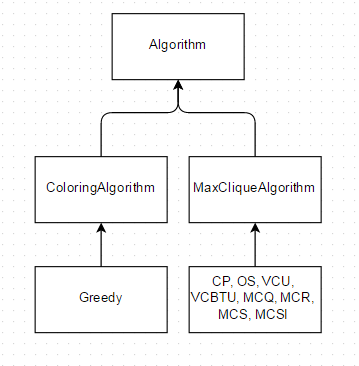 Algorithm
ColoringAlgorithm
MaxCliqueAlgorithm
Greedy
CP, OS, VCU,
VCBTU, MCQ, MCR,
MCS, MCSI